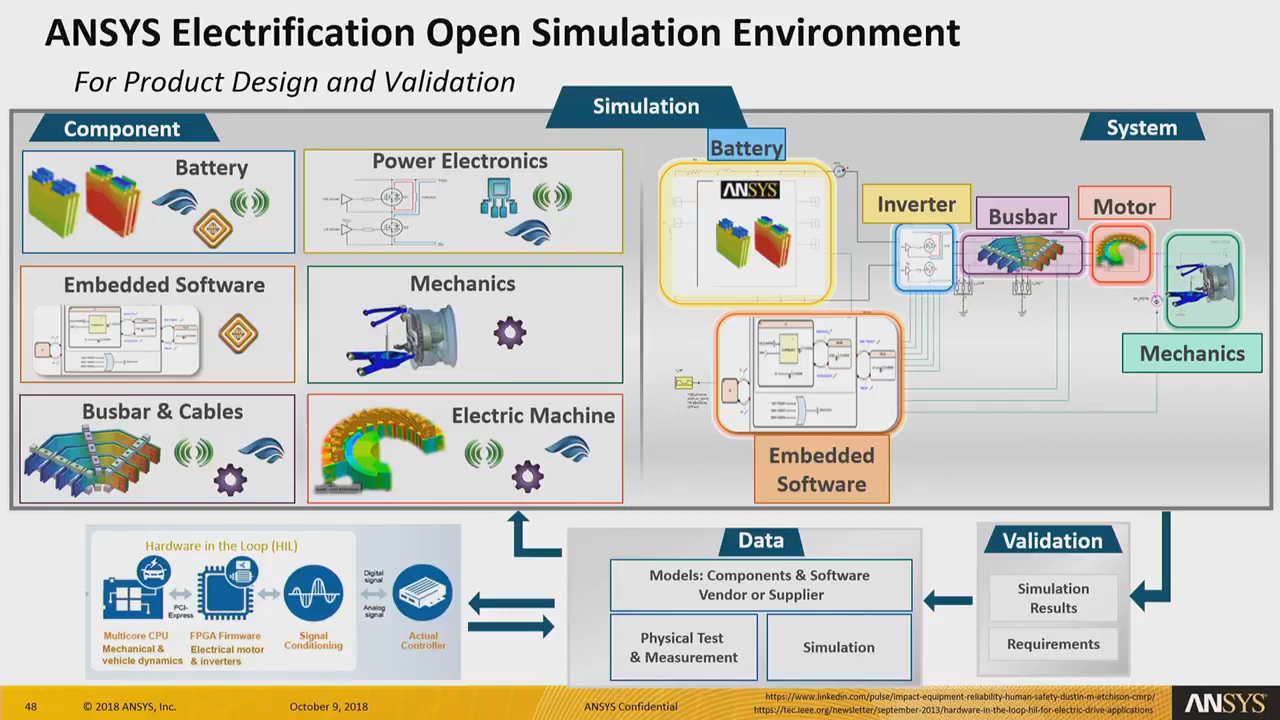 ANSYS Electrification Open Simulation Environment
For Product Design and Validation
Simulation
Component
System
Battery
Power Electronics
Embedded Software
Mechanics
Busbar & Cables
Electric Machine
Battery
ANSYS
Inverter
Busbar
Motor
Mechanics
Embedded
Software
Hardware in the Loop (HIL)
PCI-
Express
Digital
signal
Analog
signal
Multicore CPU
Mechanical &
vehicle dynamics
FPGA Firmware
Electrical motor
& inverters
Signal
Conditioning
Actual
Controller
Data
Models: Components & Software
Vendor or Supplier
Physical Test
& Measurement
Simulation
Validation
Simulation
Results
Requirements
48
© 2018 ANSYS, Inc.
October 9, 2018
ANSYS Confidential
https://www.linkedin.com/pulse/impact-equipment-reliability-human-safety-dustin-m-etchison-cmrp/
https://tec.ieee.org/newsletter/september-2013/hardware-in-the-loop-hil-for-electric-drive-applications
ANSYS